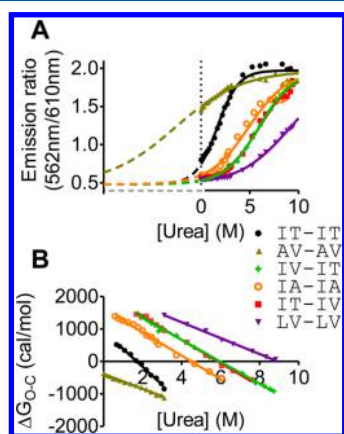 A
2.0
1.5
1.0
0.5
Emission ratio
(562nm/610nm)
0 5 10
[Urea] (M)
IT-IT
AV-AV
IV-IT
IA-IA
IT-IV
LV-LV
B
2000
1000
0
-1000
-2000
ΔG O-C (cal/mol)
2 4 6 8 10
[Urea] (M)